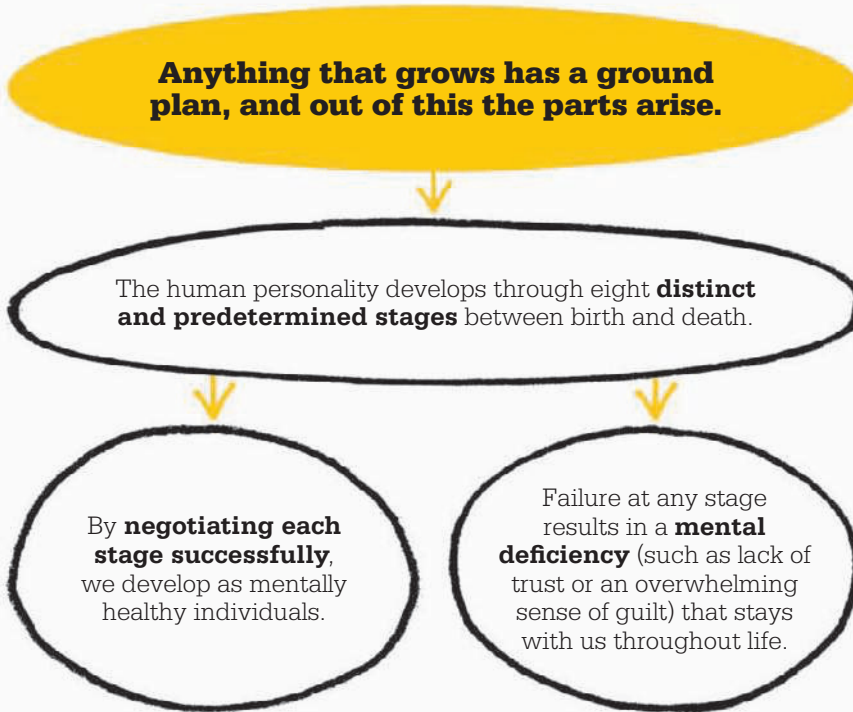 Anything that grows has a ground
plan, and out of this the parts arise.
The human personality develops through eight distinct
and predetermined stages between birth and death.
By negotiating each
stage successfully,
we develop as mentally
healthy individuals.
Failure at any stage
results in a mental
deficiency (such as lack of
trust or an overwhelming
sense of guilt) that stays
with us throughout life.